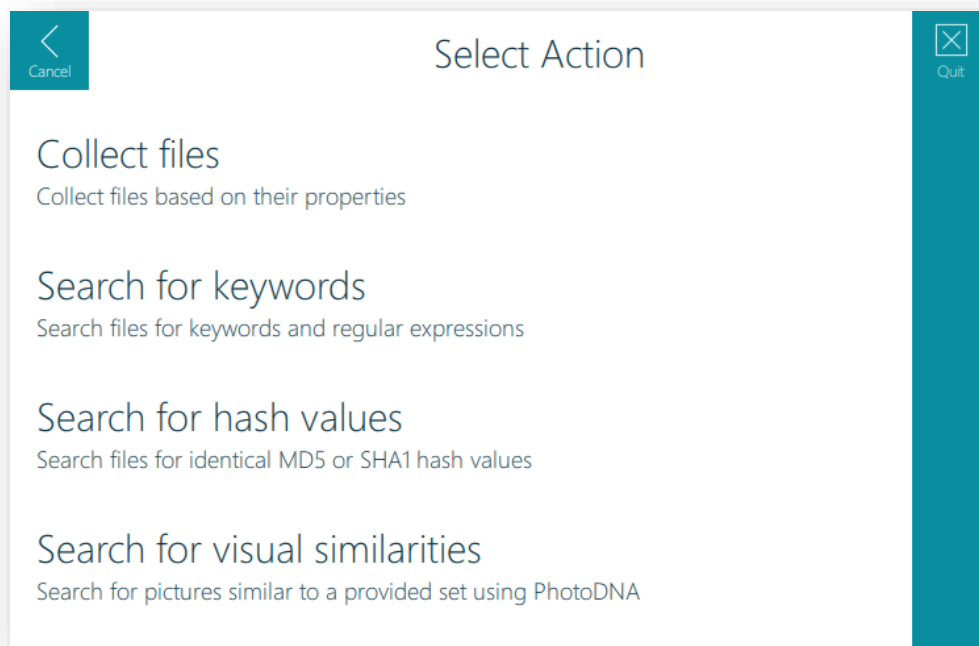 Cancel
Select Action
Quit
Collect files
Collect files based on their properties
Search for keywords
Search files for keywords and regular expressions
Search for hash values
Search files for identical MD5 or SHA1 hash values
Search for visual similarities
Search for pictures similar to a provided set using PhotoDNA